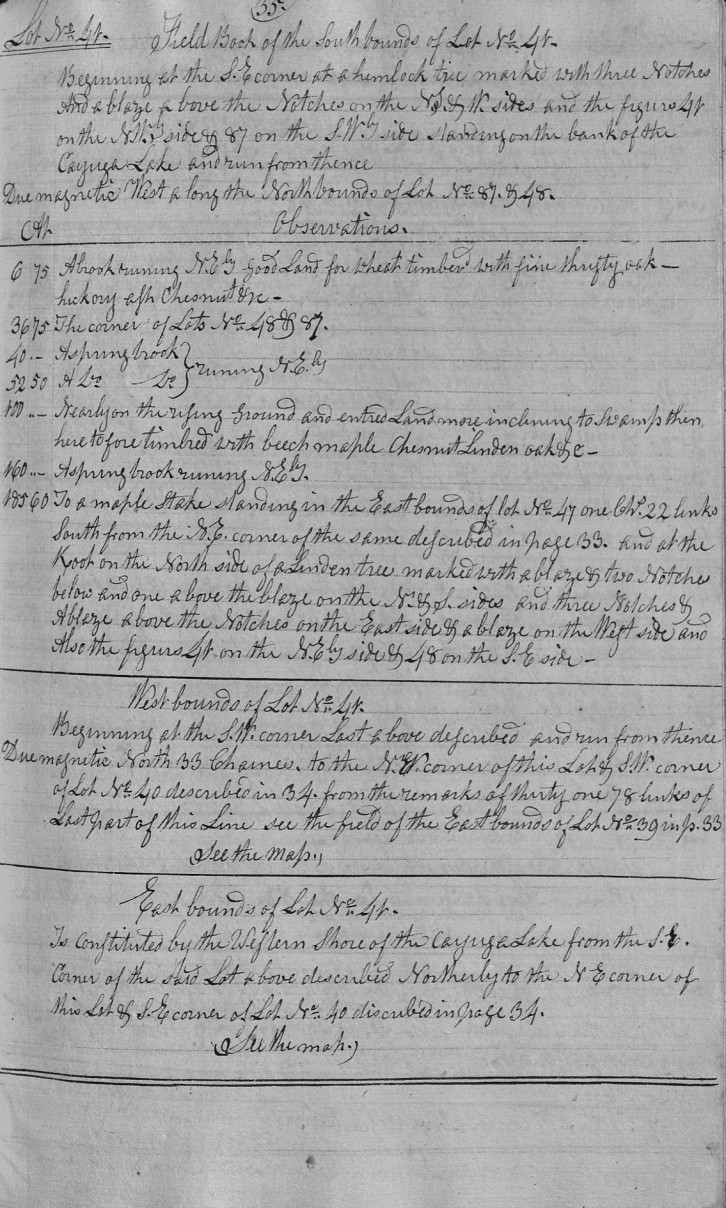 35.
Lot No. 41. Field Book of the South bounds of Lot No. 41.
Beginning at the S. E corner at a hemlock tree marked with three Notches
And a blaze above the Notches on the N. S. & W. sides and the figurs 41
on the N.Wly side & 87 on the S.Wly side standing on the bank of the
Cayuga Lake and run from thence
Due magnetic West a long the North bounds of Lot No. 87. & 48.
Ch Observations.
6 75 A brook runing N.Ely Good Land for wheat timberd with fine thrifty oak —
hickory ash Chesnut &c —
36 75 The corner of Lots No. 48 & 87.
40 .. – A spring brook
52 50 A Do Do } runing N.Ely
100 .. – Nearly on the rising Ground and entred Land more inclining to Swamp then
here to fore timbred with beech maple Chesnut Linden oak &c —
160 .. – A spring brook runing N.Ely.
185 60 To a maple Stake standing in the East bounds of lot No. 47 one Ch. 22 links
South from the N.E. corner of the same described in page 33. and at the
Koot on the North side of a Linden tree marked with a blaze & two Notches
below and one a above the blaze on the N. & S. sides and three Notches &
Ablaze above the Notches on the East side & a blaze on the West side and
Also the figurs 41 on the N.Ely side & 48 on the S.E side —
West bounds of Lot No. 41.
Beginning at the S.W. corner Last above described and run from thence
Due magnetic North 33 Chaines. to the N.W. corner of this Lot & S.W. corner
of Lot No. 40 described in 34. from the remarks of thirty one 78 links of
Last part of this Line see the field of the East bounds of Lot No. 39 in p. 33
See the map.
East bounds of Lot No. 41.
Is constituted by the Western Shore of the Cayuga Lake from the S.E.
Corner of the said Lot above described Northerly to the N E corner of
this Lot & S.E corner of Lot No. 40 discribed in page 34.
See the map.